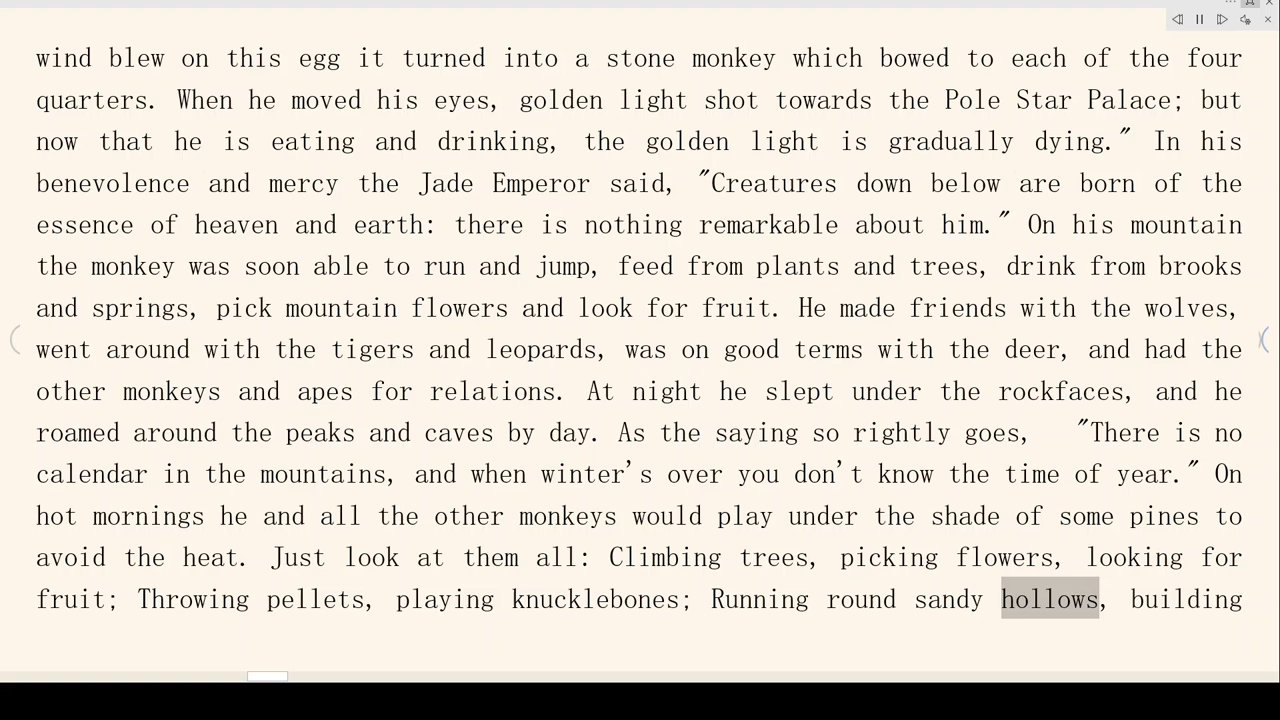 wind blew on this egg it turned into a stone monkey which bowed to each of the four
quarters. When he moved his eyes, golden light shot towards the Pole Star Palace; but
now that he is eating and drinking, the golden light is gradually dying." In his
benevolence and mercy the Jade Emperor said, "Creatures down below are born of the
essence of heaven and earth: there is nothing remarkable about him." On his mountain
the monkey was soon able to run and jump, feed from plants and trees, drink from brooks
and springs, pick mountain flowers and look for fruit. He made friends with the wolves,
went around with the tigers and leopards, was on good terms with the deer, and had the
other monkeys and apes for relations. At night he slept under the rockfaces, and he
roamed around the peaks and caves by day. As the saying so rightly goes, "There is no
calendar in the mountains, and when winter's over you don't know the time of year." On
hot mornings he and all the other monkeys would play under the shade of some pines to
avoid the heat. Just look at them all: Climbing trees, picking flowers, looking for
fruit; Throwing pellets, playing knucklebones; Running round sandy hollows, building